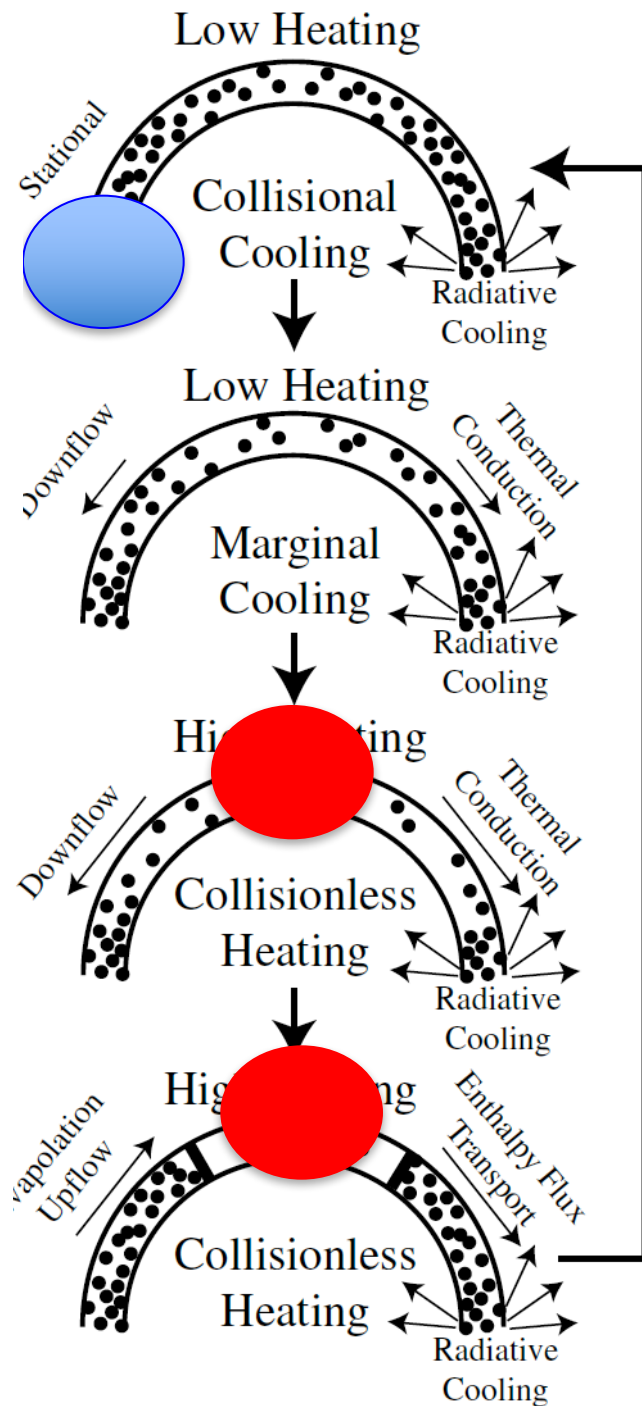 Low Heating
Stational
Collisional
Cooling
Radiative
Cooling
Low Heating
Downflow
Thermal
Conduction
Marginal
Cooling
Radiative
Cooling
Downflow
Thermal
Conduction
Collisionless
Heating
Radiative
Cooling
Upflow
Enthalpy Flux
Transport
Collisionless
Heating
Radiative
Cooling